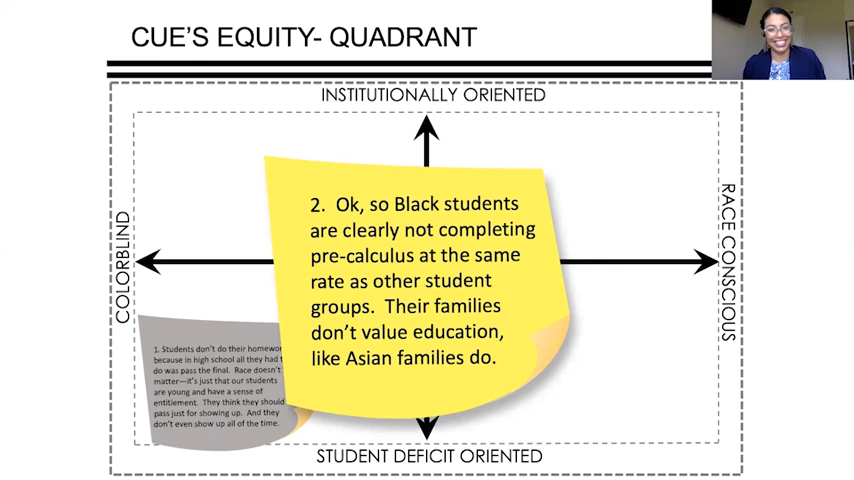 CUE'S EQUITY- QUADRANT
INSTITUTIONALLY ORIENTED
COLORBLIND
RACE CONSCIOUS
2. Ok, so Black students
are clearly not completing
pre-calculus at the same
rate as other student
groups. Their families
don't value education,
like Asian families do.
1. Students don't do their
because in high school all they had
do was pass the final. Race doesn't
matter—it's just that our students
are young and have a sense of
entitlement. They think they should
pass just for showing up. And they
don't even show up all of the time.
STUDENT DEFICIT ORIENTED